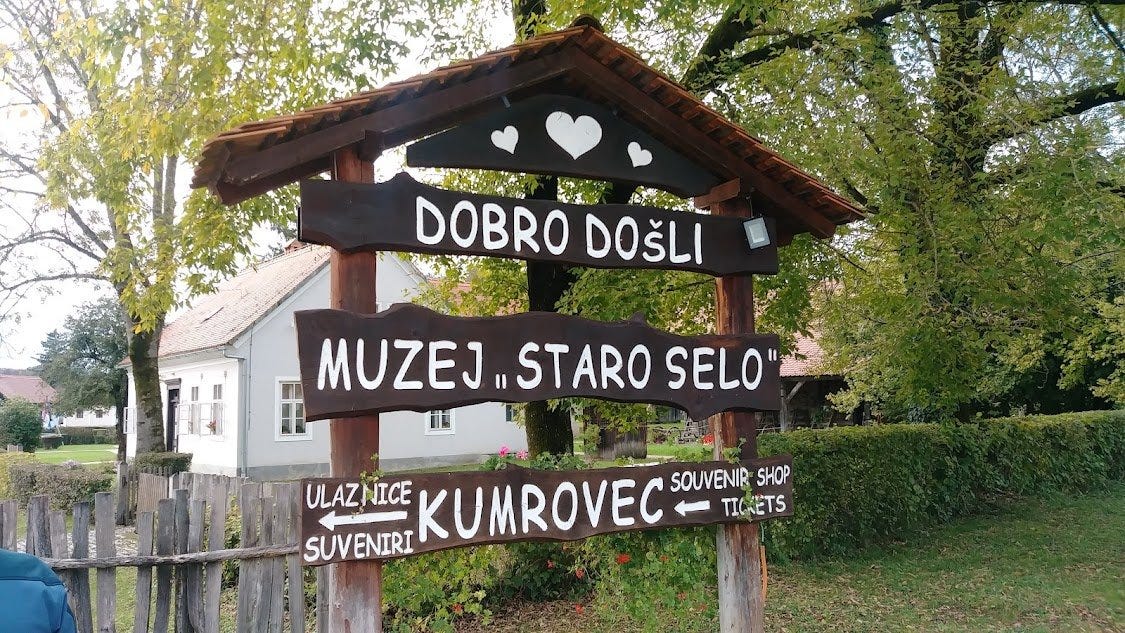 DOBRO DOŠLI
MUZEJ „STARO SELO"
ULAZNICE
SUVENIRI
KUMROVEC
SOUVENIR SHOP
TICKETS